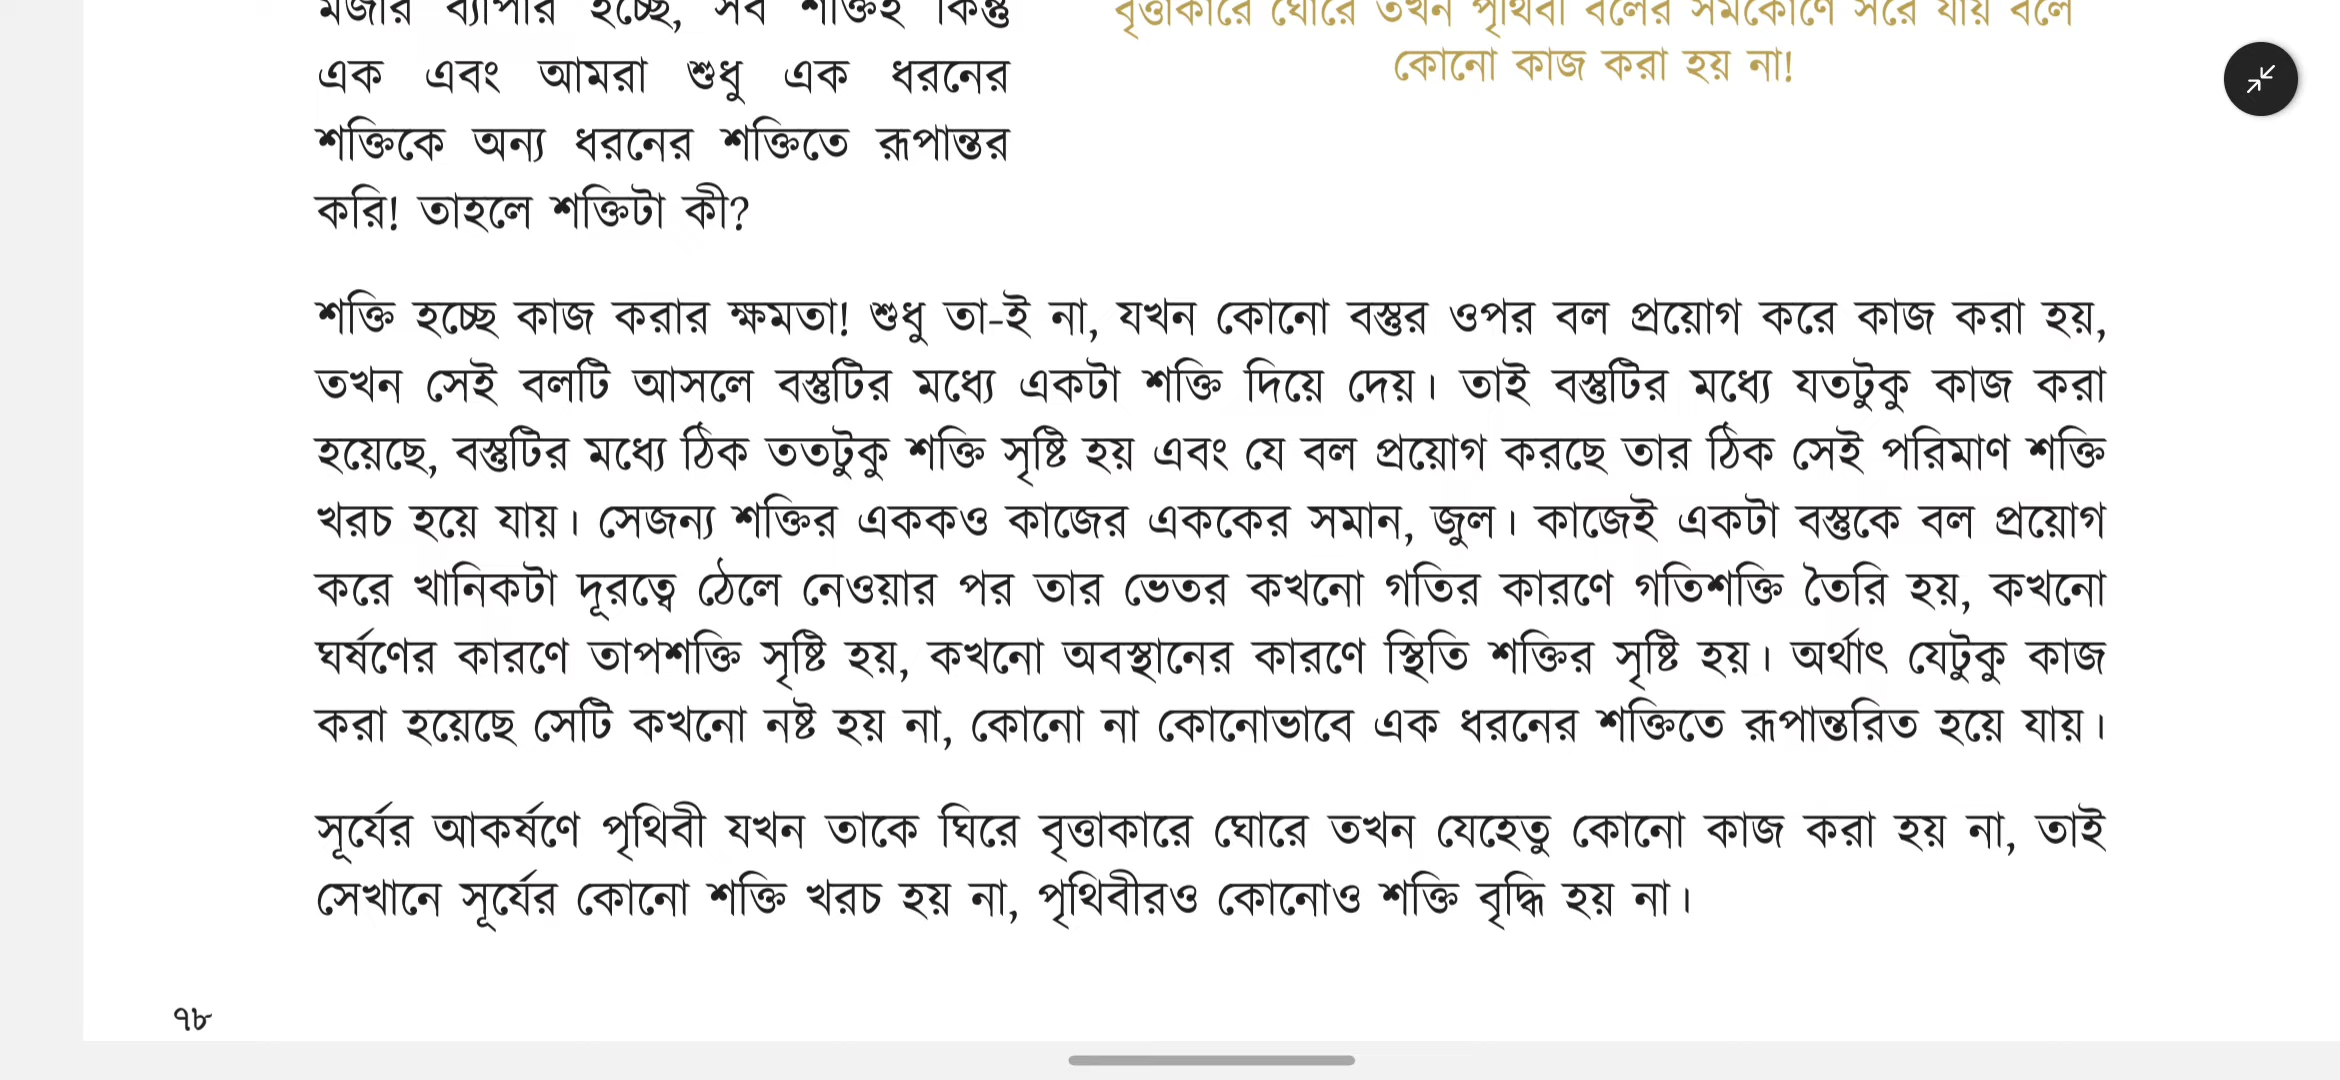 মজার ব্যাপার হচ্ছে, সব শক্তিই কিন্তু
এক এবং আমরা শুধু এক ধরনের
শক্তিকে অন্য ধরনের শক্তিতে রূপান্তর
করি! তাহলে শক্তিটা কী?
বৃত্তাকারে ঘোরে তখন পৃথিবী বলের সমকোণে সরে যায় বলে
কোনো কাজ করা হয় না!
শক্তি হচ্ছে কাজ করার ক্ষমতা! শুধু তা-ই না, যখন কোনো বস্তুর ওপর বল প্রয়োগ করে কাজ করা হয়,
তখন সেই বলটি আসলে বস্তুটির মধ্যে একটা শক্তি দিয়ে দেয়। তাই বস্তুটির মধ্যে যতটুকু কাজ করা
হয়েছে, বস্তুটির মধ্যে ঠিক ততটুকু শক্তি সৃষ্টি হয় এবং যে বল প্রয়োগ করছে তার ঠিক সেই পরিমাণ শক্তি
খরচ হয়ে যায়। সেজন্য শক্তির এককও কাজের এককের সমান, জুল। কাজেই একটা বস্তুকে বল প্রয়োগ
করে খানিকটা দূরত্বে ঠেলে নেওয়ার পর তার ভেতর কখনো গতির কারণে গতিশক্তি তৈরি হয়, কখনো
ঘর্ষণের কারণে তাপশক্তি সৃষ্টি হয়, কখনো অবস্থানের কারণে স্থিতি শক্তির সৃষ্টি হয়। অর্থাৎ যেটুকু কাজ
করা হয়েছে সেটি কখনো নষ্ট হয় না, কোনো না কোনোভাবে এক ধরনের শক্তিতে রূপান্তরিত হয়ে যায়।
সূর্যের আকর্ষণে পৃথিবী যখন তাকে ঘিরে বৃত্তাকারে ঘোরে তখন যেহেতু কোনো কাজ করা হয় না, তাই
সেখানে সূর্যের কোনো শক্তি খরচ হয় না, পৃথিবীরও কোনোও শক্তি বৃদ্ধি হয় না।
৭৮